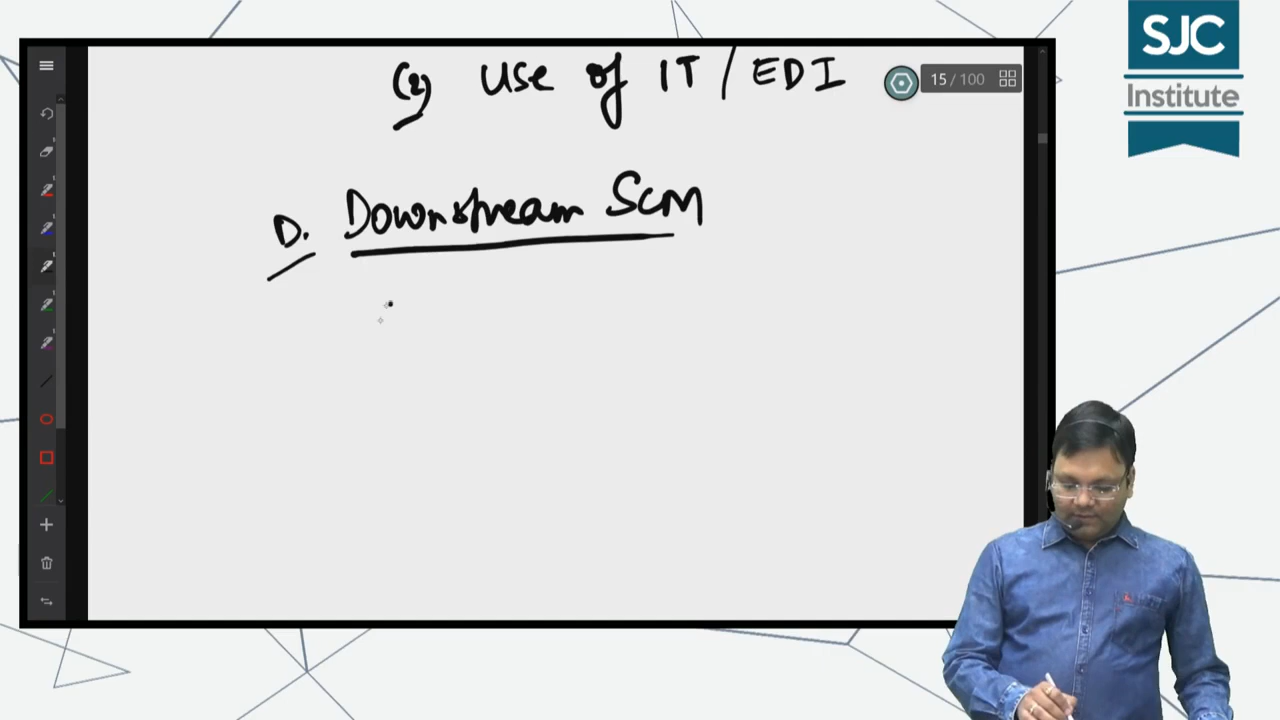 (2) Use of IT / EDI
15 / 100
SJC
Institute
D. Downstream SCM